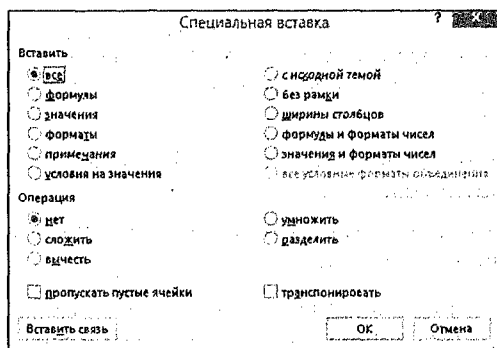 Специальная вставка ?
Вставить
все
формулы
значения
форматы
примечания
условия на значения
с исходной темой
без рамки
ширины столбцов
формулы и форматы чисел
значения и форматы чисел
все условные форматы объединения
Операция
нет
сложить
вычесть
умножить
разделить
пропускать пустые ячейки
транспонировать
Вставить связь
ОК
Отмена